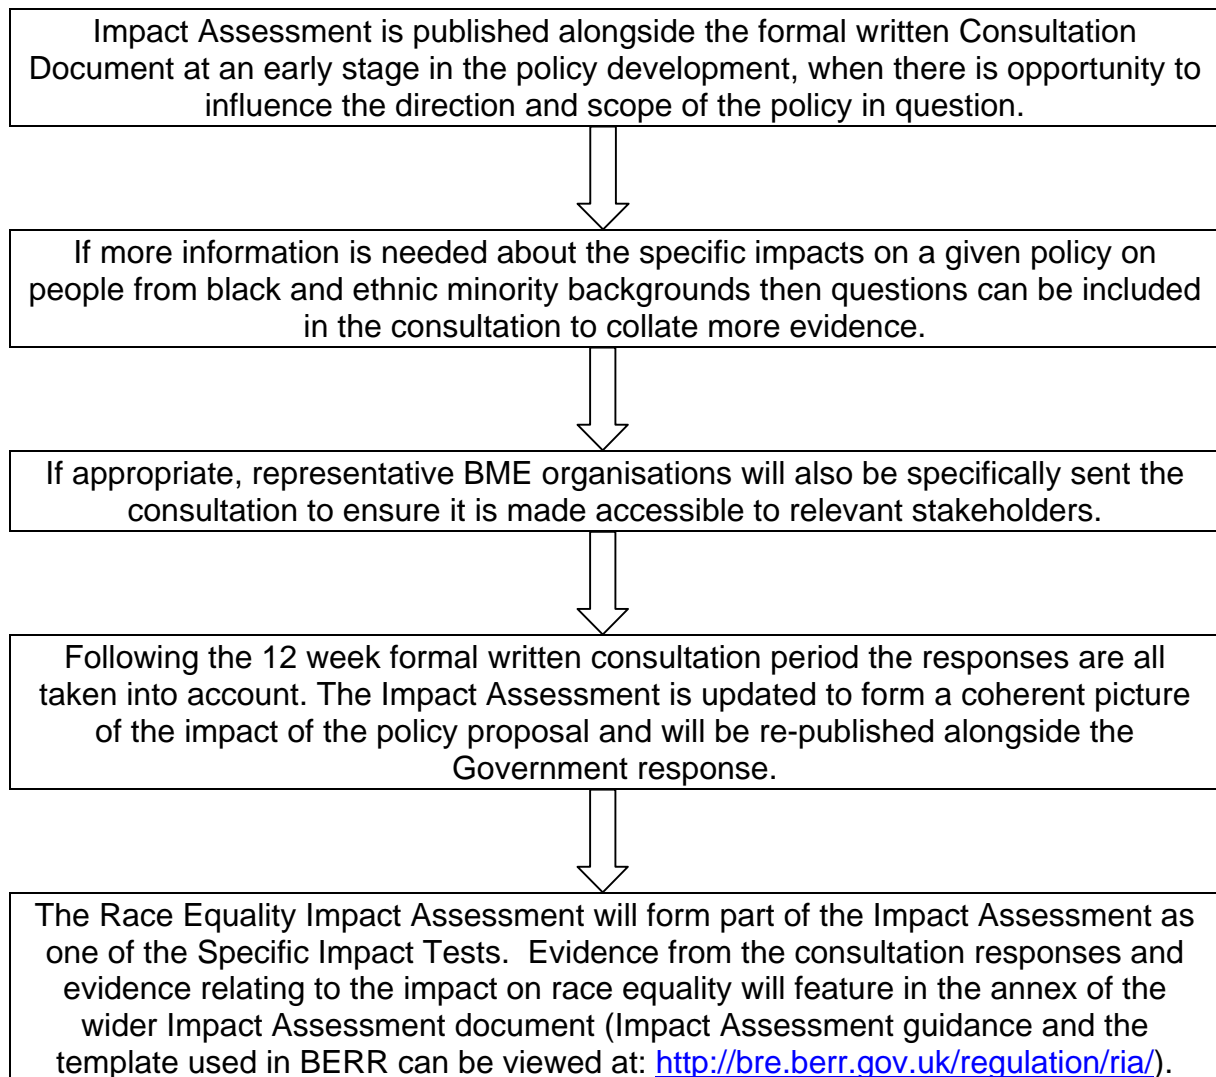 Impact Assessment is published alongside the formal written Consultation
Document at an early stage in the policy development, when there is opportunity to
influence the direction and scope of the policy in question.
If more information is needed about the specific impacts on a given policy on
people from black and ethnic minority backgrounds then questions can be included
in the consultation to collate more evidence.
If appropriate, representative BME organisations will also be specifically sent the
consultation to ensure it is made accessible to relevant stakeholders.
Following the 12 week formal written consultation period the responses are all
taken into account. The Impact Assessment is updated to form a coherent picture
of the impact of the policy proposal and will be re-published alongside the
Government response.
The Race Equality Impact Assessment will form part of the Impact Assessment as
one of the Specific Impact Tests.  Evidence from the consultation responses and
evidence relating to the impact on race equality will feature in the annex of the
wider Impact Assessment document (Impact Assessment guidance and the
template used in BERR can be viewed at: http://bre.berr.gov.uk/regulation/ria/).